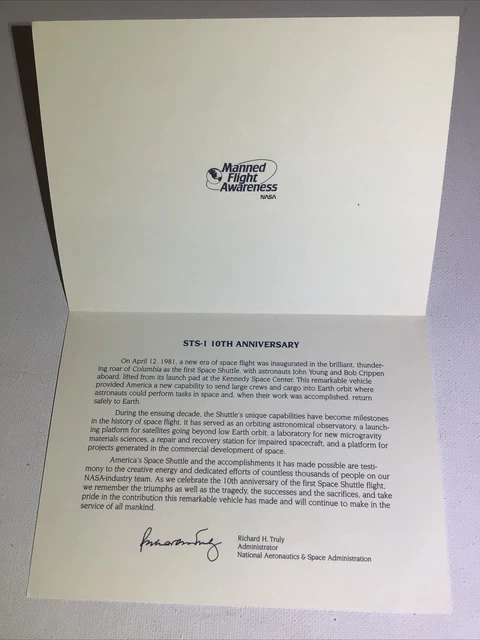 Manned
Flight
Awareness
NASA
STS-1 10TH ANNIVERSARY
On April 12, 1981, a new era of space flight was inaugurated in the brilliant, thunder-
ing roar of Columbia as the first Space Shuttle, with astronauts John Young and Bob Crippen
aboard, lifted from its launch pad at the Kennedy Space Center. This remarkable vehicle
provided America a new capability to send large crews and cargo into Earth orbit where
astronauts could perform tasks in space and, when their work was accomplished, return
safely to Earth.
During the ensuing decade, the Shuttle's unique capabilities have become milestones
in the history of space flight. It has served as an orbiting astronomical observatory, a launch-
ing platform for satellites going beyond low Earth orbit, a laboratory for new microgravity
materials sciences, a repair and recovery station for impaired spacecraft, and a platform for
projects generated in the commercial development of space.
America's Space Shuttle and the accomplishments it has made possible are testi-
mony to the creative energy and dedicated efforts of countless thousands of people on our
NASA-industry team. As we celebrate the 10th anniversary of the first Space Shuttle flight,
we remember the triumphs as well as the tragedy, the successes and the sacrifices, and take
pride in the contribution this remarkable vehicle has made and will continue to make in the
service of all mankind.
Richard H. Truly
Administrator
National Aeronautics & Space Administration